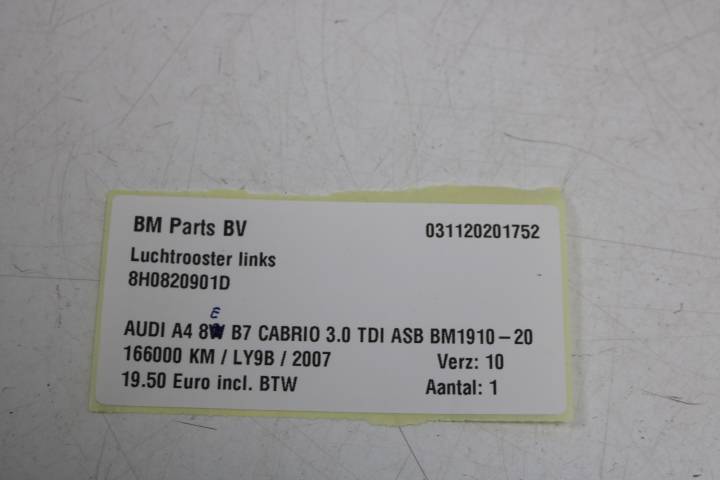 BM Parts BV 031120201752
Luchtrooster links
8H0820901D
E
AUDI A4 8W B7 CABRIO 3.0 TDI ASB BM1910-20
166000 KM / LY9B / 2007 Verz: 10
19.50 Euro incl. BTW Aantal: 1